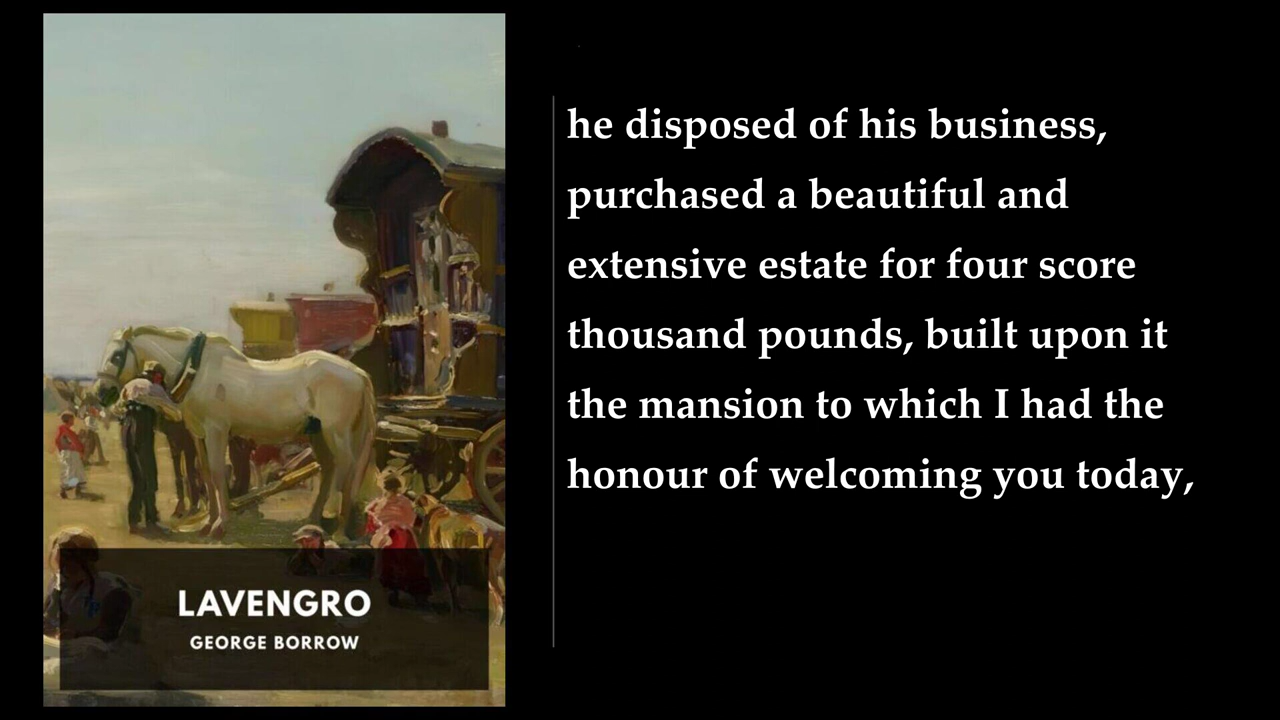 he disposed of his business,
purchased a beautiful and
extensive estate for four score
thousand pounds, built upon it
the mansion to which I had the
honour of welcoming you today,
LAVENGRO
GEORGE BORROW